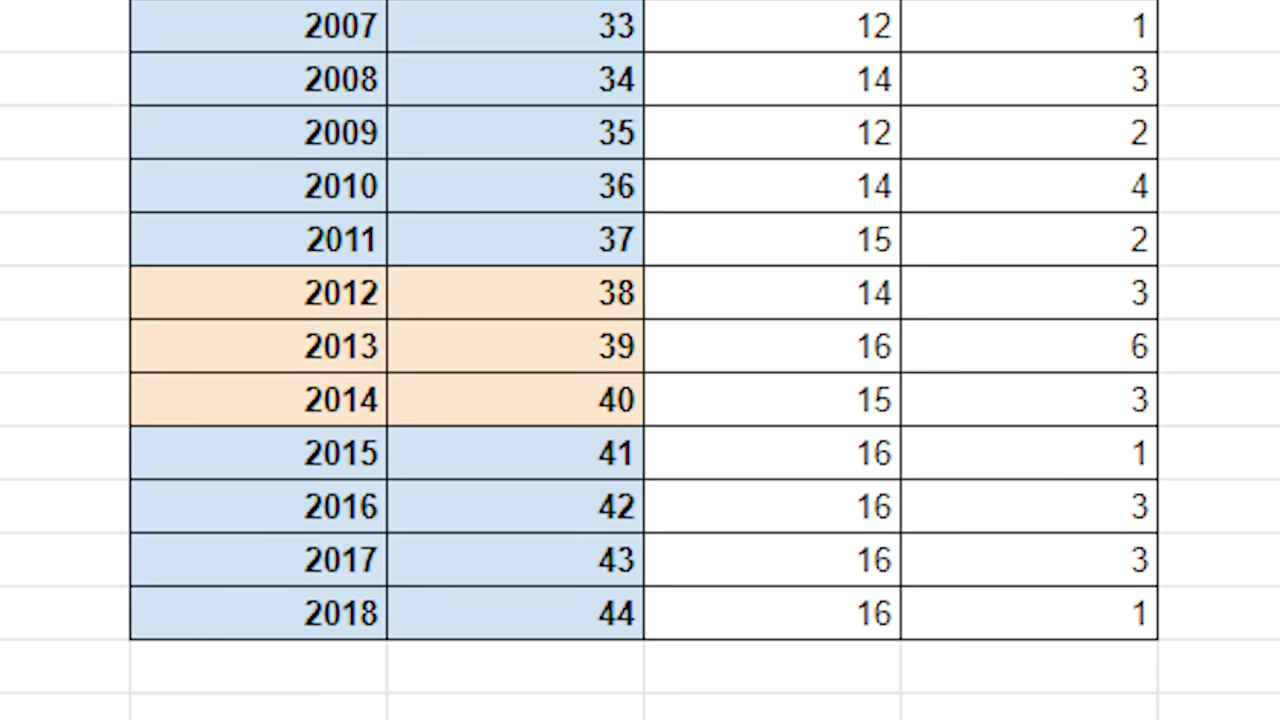 2007 33 12 1
2008 34 14 3
2009 35 12 2
2010 36 14 4
2011 37 15 2
2012 38 14 3
2013 39 16 6
2014 40 15 3
2015 41 16 1
2016 42 16 3
2017 43 16 3
2018 44 16 1